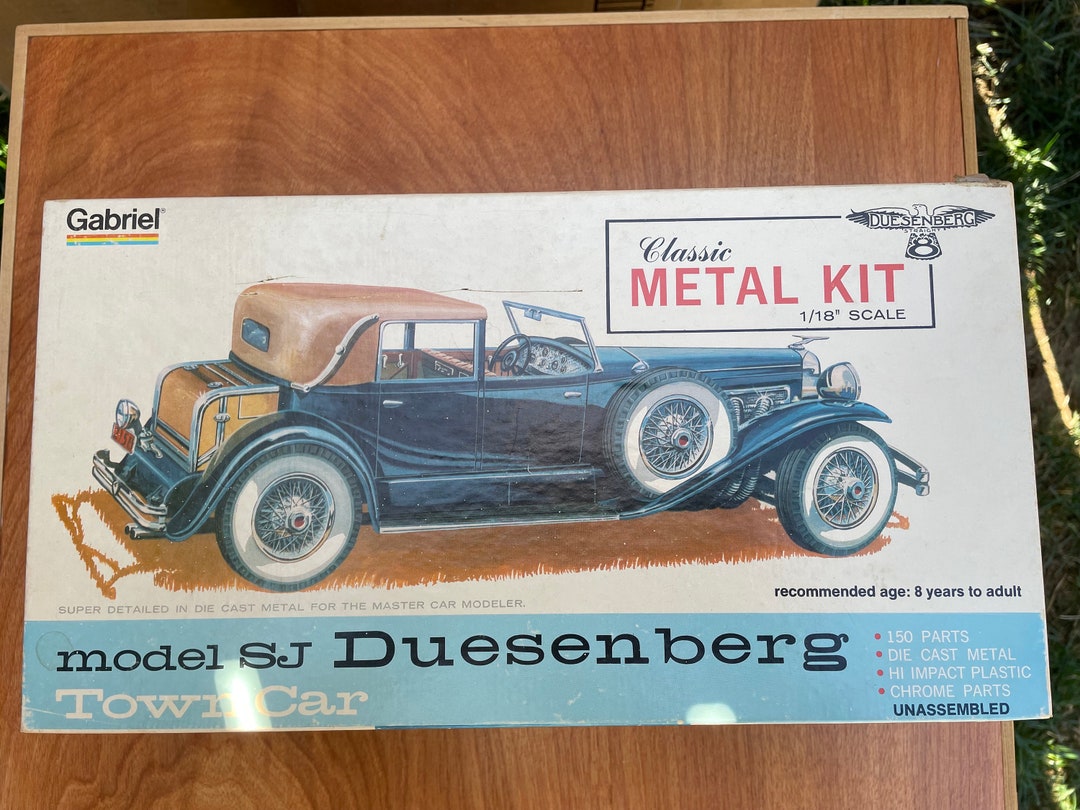 Gabriel®
DUESENBERG
STRAIGHT
8
Classic
METAL KIT
1/18" SCALE
recommended age: 8 years to adult
SUPER DETAILED IN DIE CAST METAL FOR THE MASTER CAR MODELER.
model SJ Duesenberg
Town Car
• 150 PARTS
• DIE CAST METAL
• HI IMPACT PLASTIC
• CHROME PARTS
UNASSEMBLED